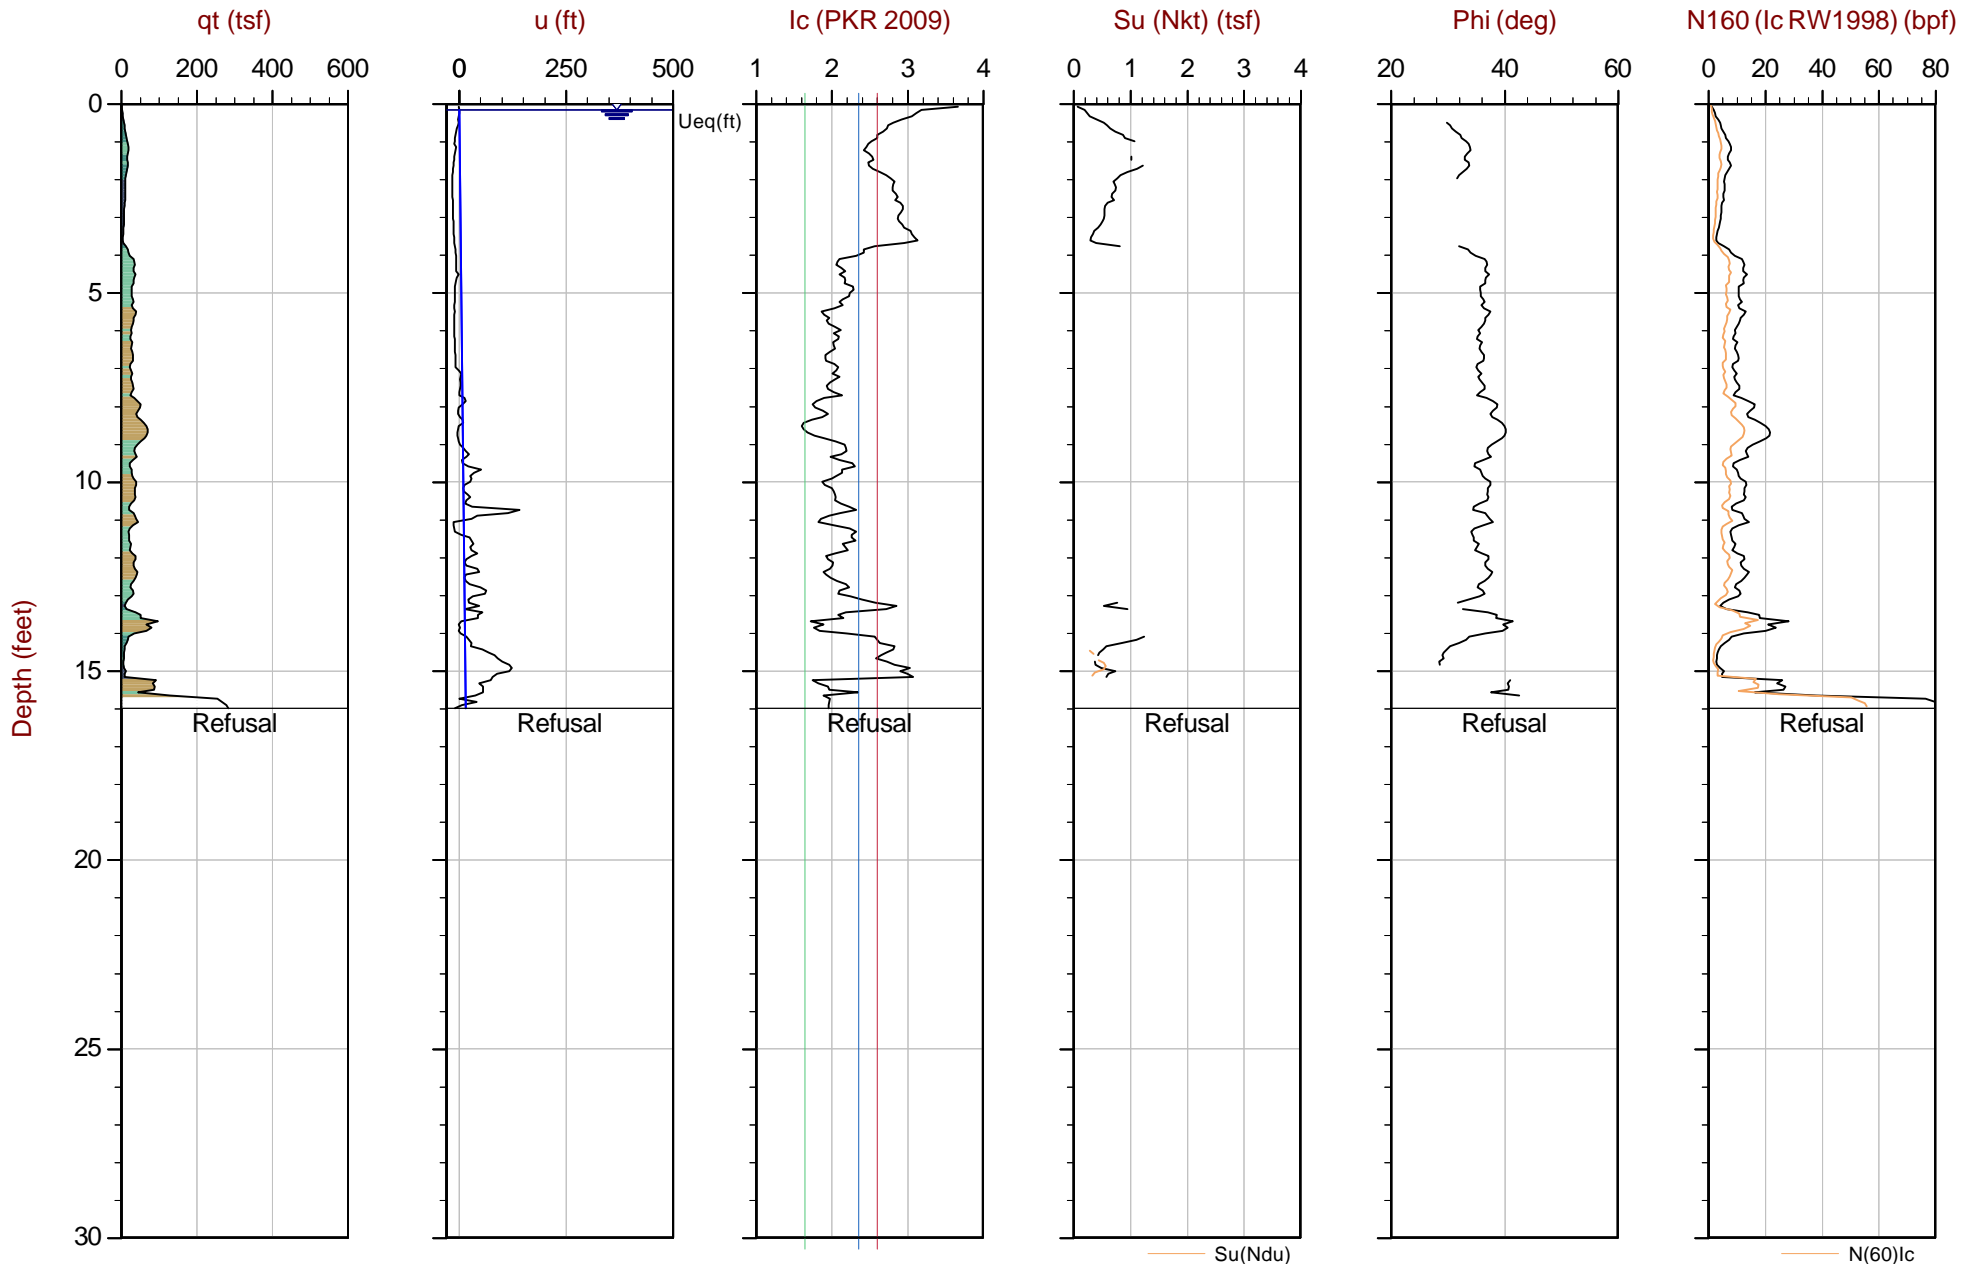 qt (tsf) u (ft) Ic (PKR 2009) Su (Nkt) (tsf) Phi (deg) N160 (Ic RW1998) (bpf)
0 200 400 600 0 250 500 1 2 3 4 0 1 2 3 4 20 40 60 0 20 40 60 80
0
Ueq(ft)
5
10
15
Refusal Refusal Refusal Refusal Refusal Refusal
20
25
30
Depth (feet)
Su(Ndu) N(60)Ic